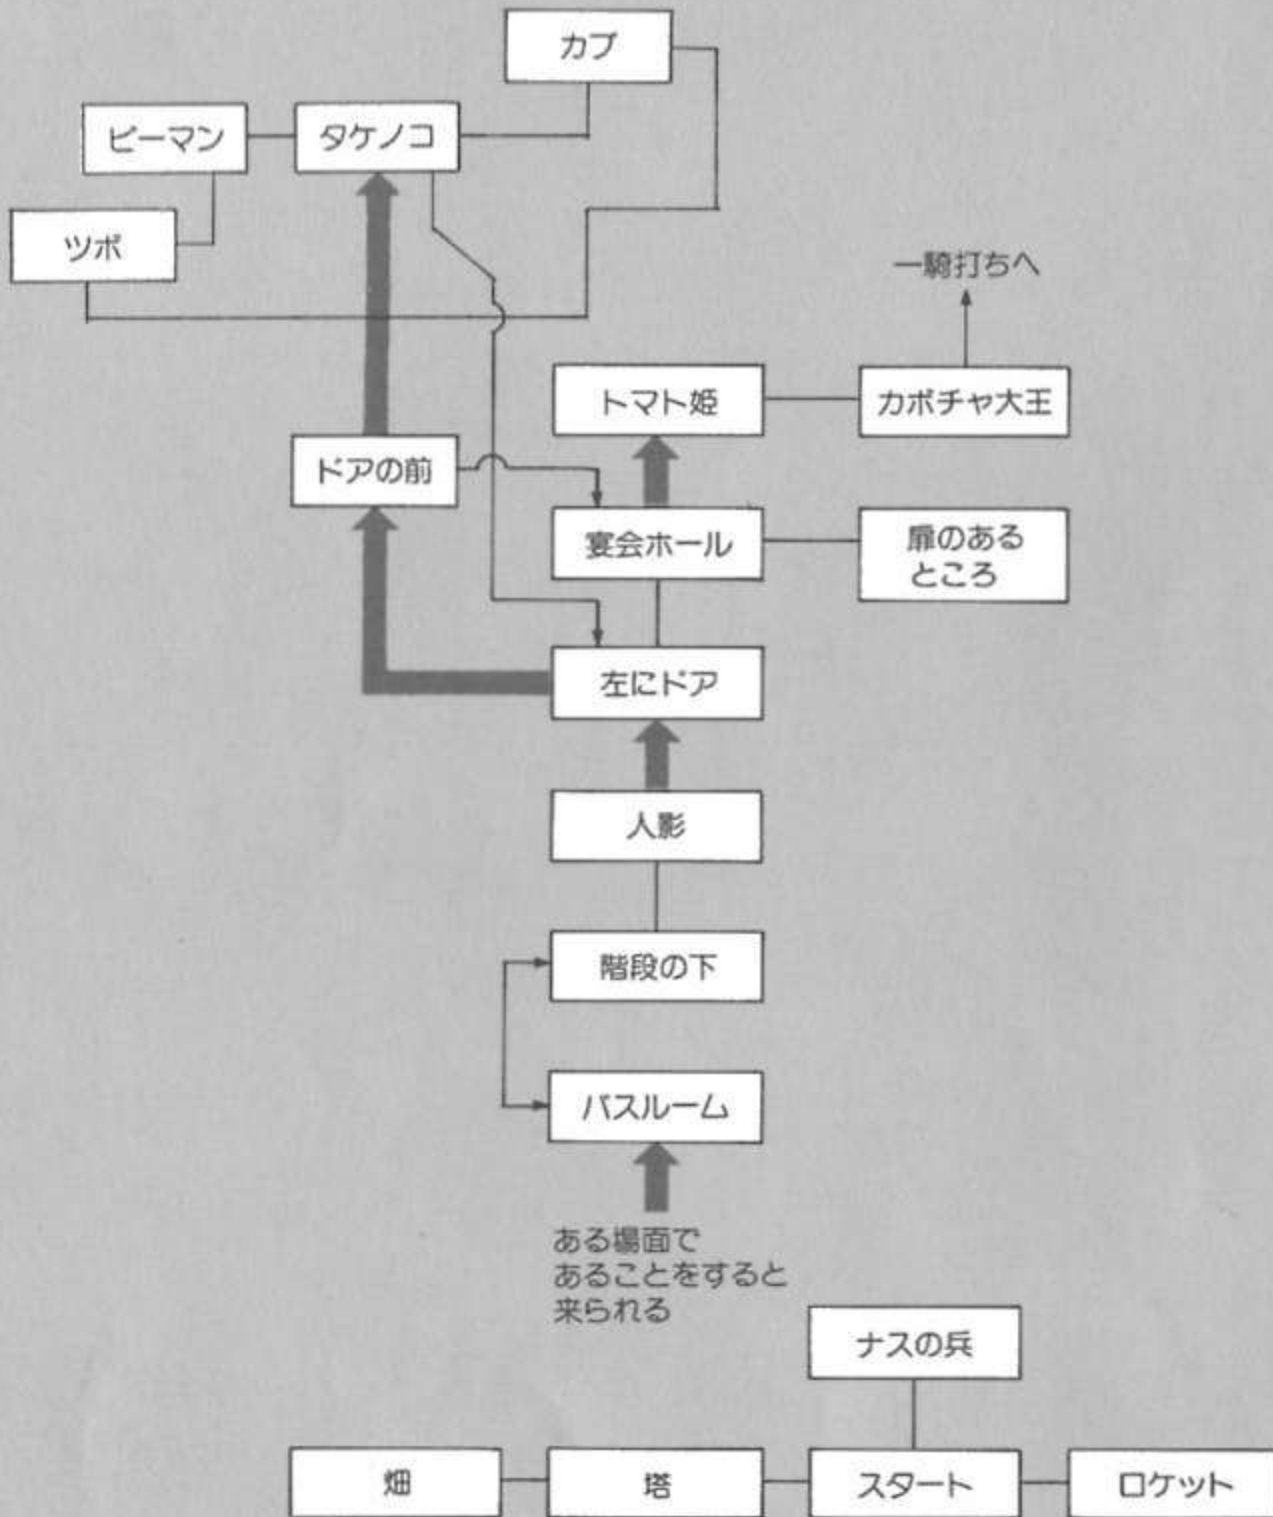 カブ
ピーマン
タケノコ
ツボ
一騎打ちへ
トマト姫
カボチャ大王
ドアの前
宴会ホール
扉のある
ところ
左にドア
人影
階段の下
バスルーム
ある場面で
あることをすると
来られる
ナスの兵
畑
塔
スタート
ロケット